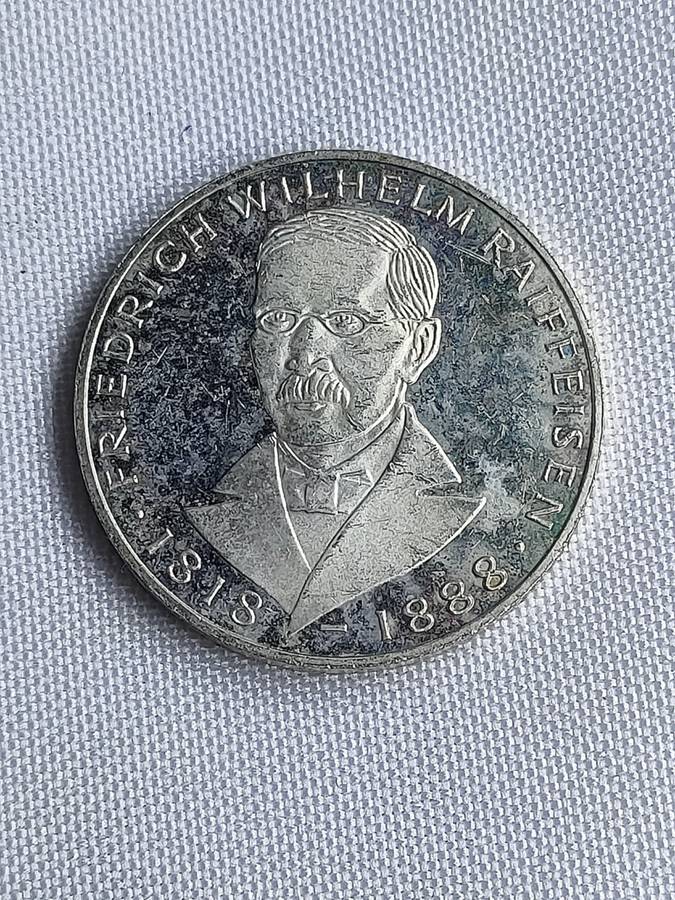 · FRIEDRICH WILHELM RAIFFEISEN ·
1818 - 1888